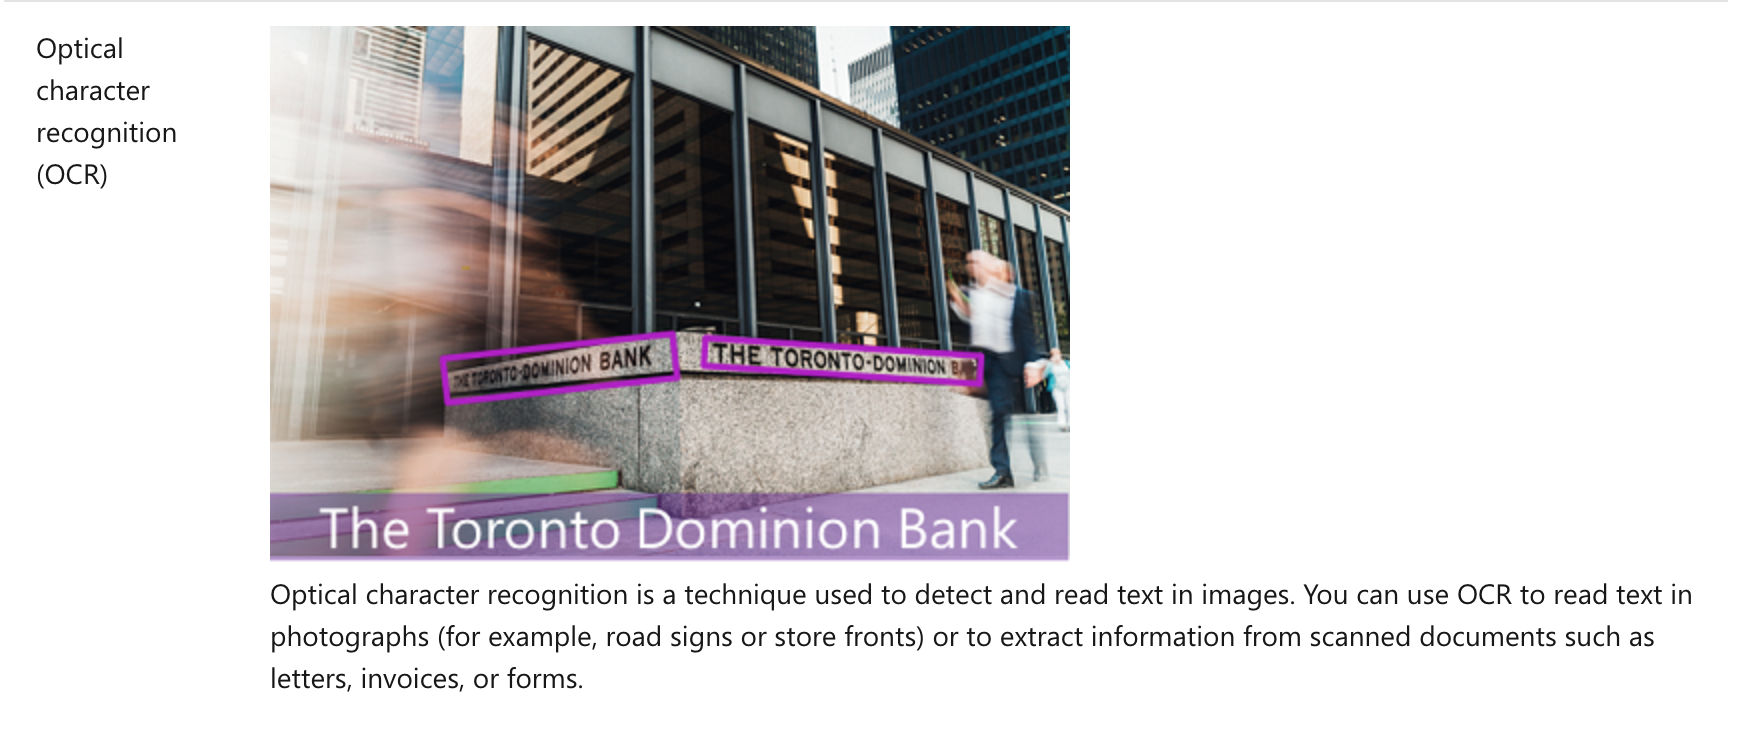 Optical
character
recognition
(OCR)
THE TORONTO-DOMINION BANK
THE TORONTO-DOMINION BANK
The Toronto Dominion Bank
Optical character recognition is a technique used to detect and read text in images. You can use OCR to read text in
photographs (for example, road signs or store fronts) or to extract information from scanned documents such as
letters, invoices, or forms.